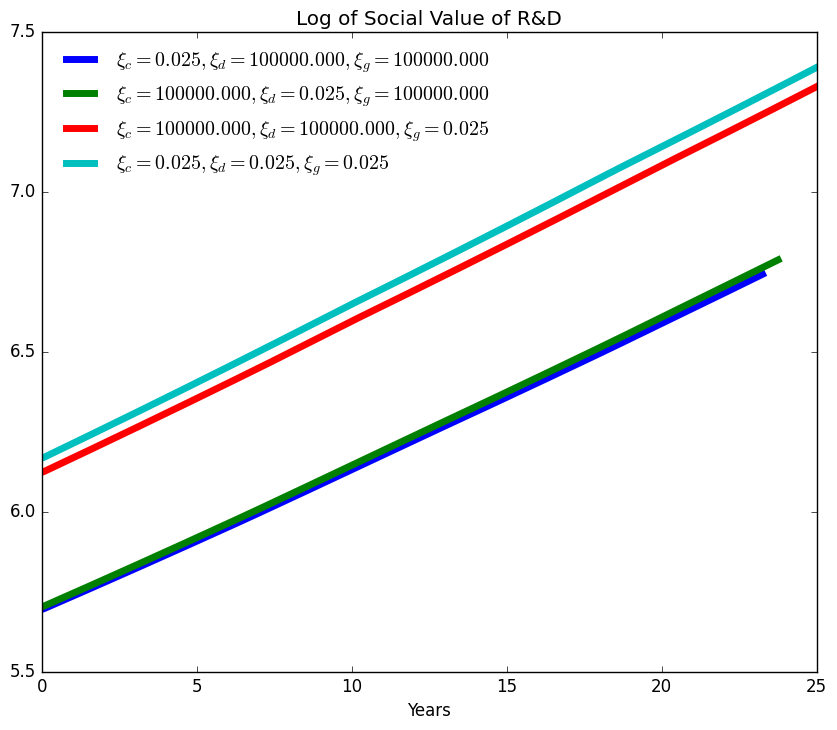 Log of Social Value of R&D
ξ_c = 0.025, ξ_d = 100000.000, ξ_g = 100000.000
ξ_c = 100000.000, ξ_d = 0.025, ξ_g = 100000.000
ξ_c = 100000.000, ξ_d = 100000.000, ξ_g = 0.025
ξ_c = 0.025, ξ_d = 0.025, ξ_g = 0.025
7.5
7.0
6.5
6.0
5.5
0 5 10 15 20 25
Years